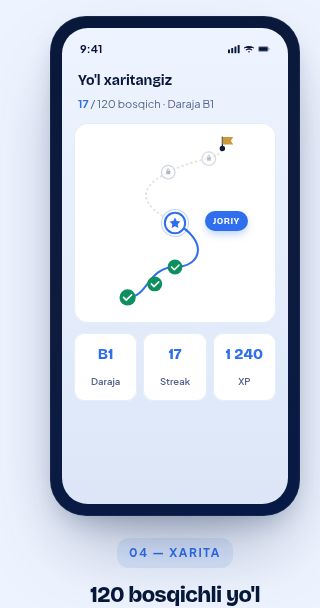 9:41
Yo'l xaritangiz
17 / 120 bosqich · Daraja B1
JORIY
B1 17 1 240
Daraja Streak XP
04 — XARITA
120 bosqichli yo'l